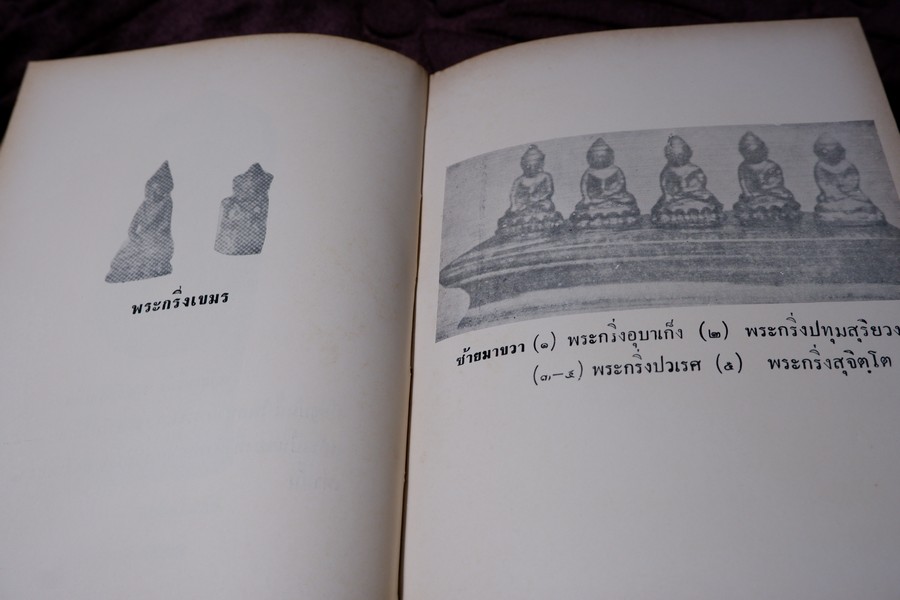 พระกริ่งเขมร
ซ้ายมาขวา (๑) พระกริ่งอุบาเก็ง (๒) พระกริ่งปทุมสุริยวง
(๓-๔) พระกริ่งปวเรศ (๕) พระกริ่งสุจิตฺโต